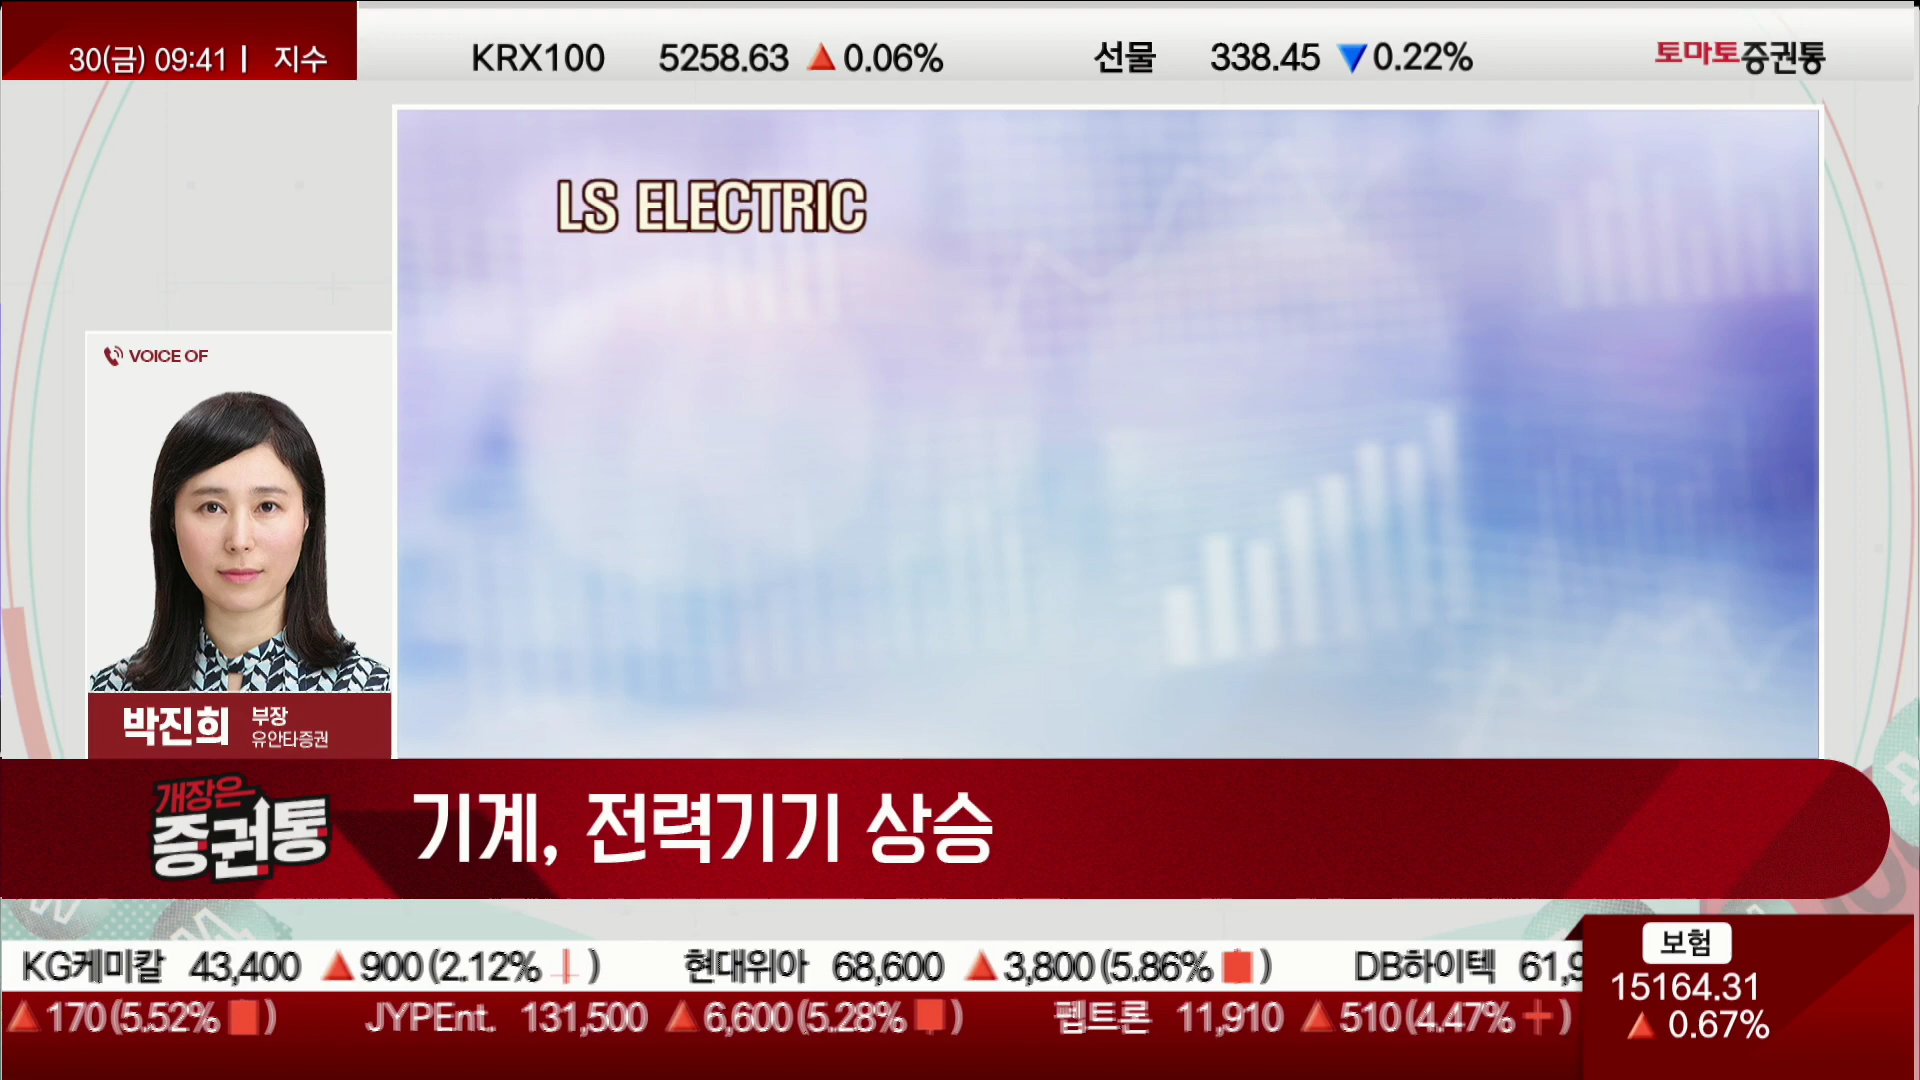 30(금) 09:41 | 지수
KRX100 5258.63 ▲ 0.06%
선물 338.45 ▼ 0.22%
토마토증권통
LS ELECTRIC
VOICE OF
박진희 부장
유안타증권
개장은
증권통
기계, 전력기기 상승
KG케미칼 43,400 ▲900(2.12%) 현대위아 68,600 ▲3,800(5.86%) DB하이텍 61,9
▲170(5.52%) JYPEnt. 131,500 ▲6,600(5.28%) 펩트론 11,910 ▲510(4.47%)
보험
15164.31
▲ 0.67%